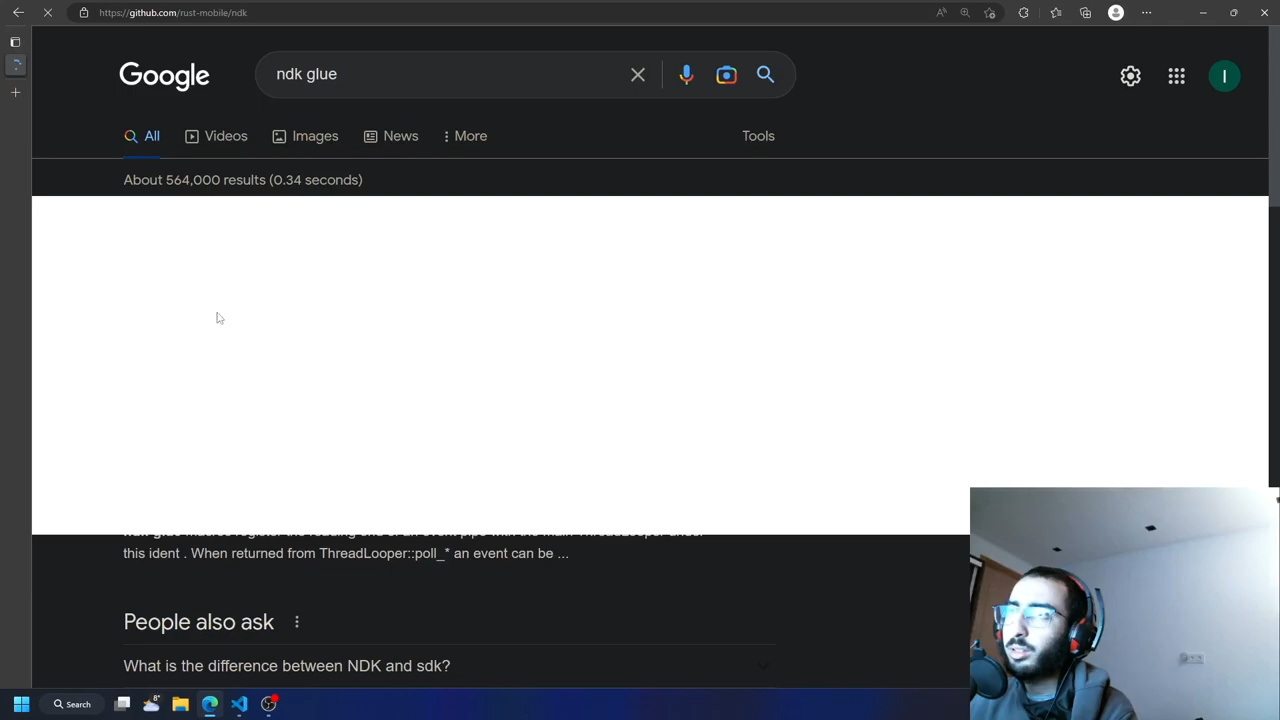 https://github.com/rust-mobile/ndk
Google
ndk glue
I
All
Videos
Images
News
More
Tools
About 564,000 results (0.34 seconds)
this ident . When returned from ThreadLooper::poll_* an event can be ...
People also ask
What is the difference between NDK and sdk?
8°
Search